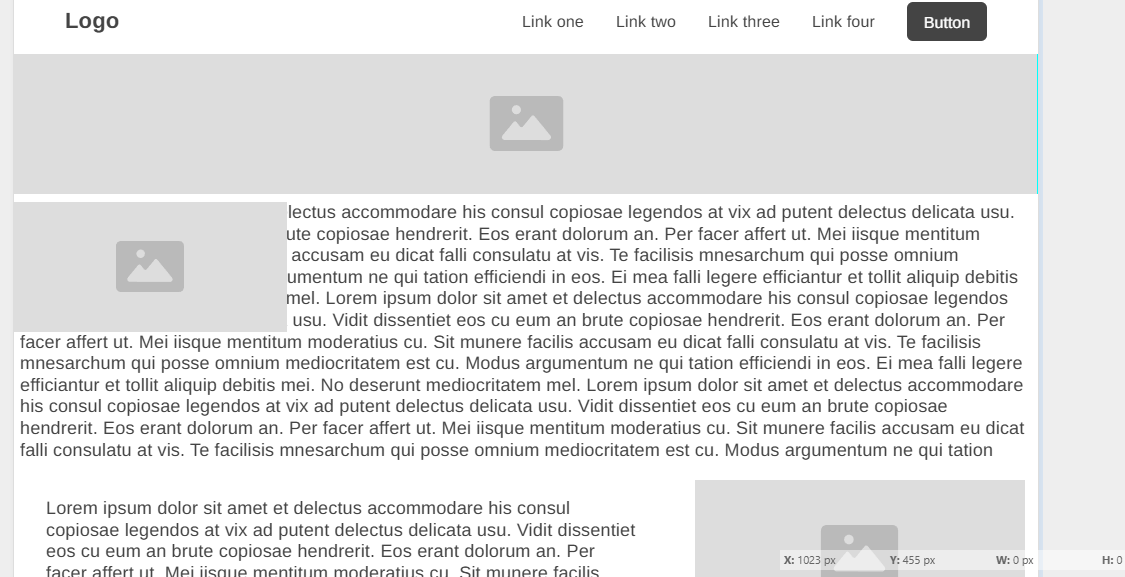 Logo
Link one
Link two
Link three
Link four
Button
lectus accommodare his consul copiosae legendos at vix ad putent delectus delicata usu.
ute copiosae hendrerit. Eos erant dolorum an. Per facer affert ut. Mei iisque mentitum
accusam eu dicat falli consulatu at vis. Te facilisis mnesarchum qui posse omnium
umentum ne qui tation efficiendi in eos. Ei mea falli legere efficiantur et tollit aliquip debitis
mel. Lorem ipsum dolor sit amet et delectus accommodare his consul copiosae legendos
usu. Vidit dissentiet eos cu eum an brute copiosae hendrerit. Eos erant dolorum an. Per
facer affert ut. Mei iisque mentitum moderatius cu. Sit munere facilis accusam eu dicat falli consulatu at vis. Te facilisis
mnesarchum qui posse omnium mediocritatem est cu. Modus argumentum ne qui tation efficiendi in eos. Ei mea falli legere
efficiantur et tollit aliquip debitis mei. No deserunt mediocritatem mel. Lorem ipsum dolor sit amet et delectus accommodare
his consul copiosae legendos at vix ad putent delectus delicata usu. Vidit dissentiet eos cu eum an brute copiosae
hendrerit. Eos erant dolorum an. Per facer affert ut. Mei iisque mentitum moderatius cu. Sit munere facilis accusam eu dicat
falli consulatu at vis. Te facilisis mnesarchum qui posse omnium mediocritatem est cu. Modus argumentum ne qui tation
Lorem ipsum dolor sit amet et delectus accommodare his consul
copiosae legendos at vix ad putent delectus delicata usu. Vidit dissentiet
eos cu eum an brute copiosae hendrerit. Eos erant dolorum an. Per
facer affert ut. Mei iisque mentitum moderatius cu. Sit munere facilis
X: 1023 px Y: 455 px W: 0 px H: 0